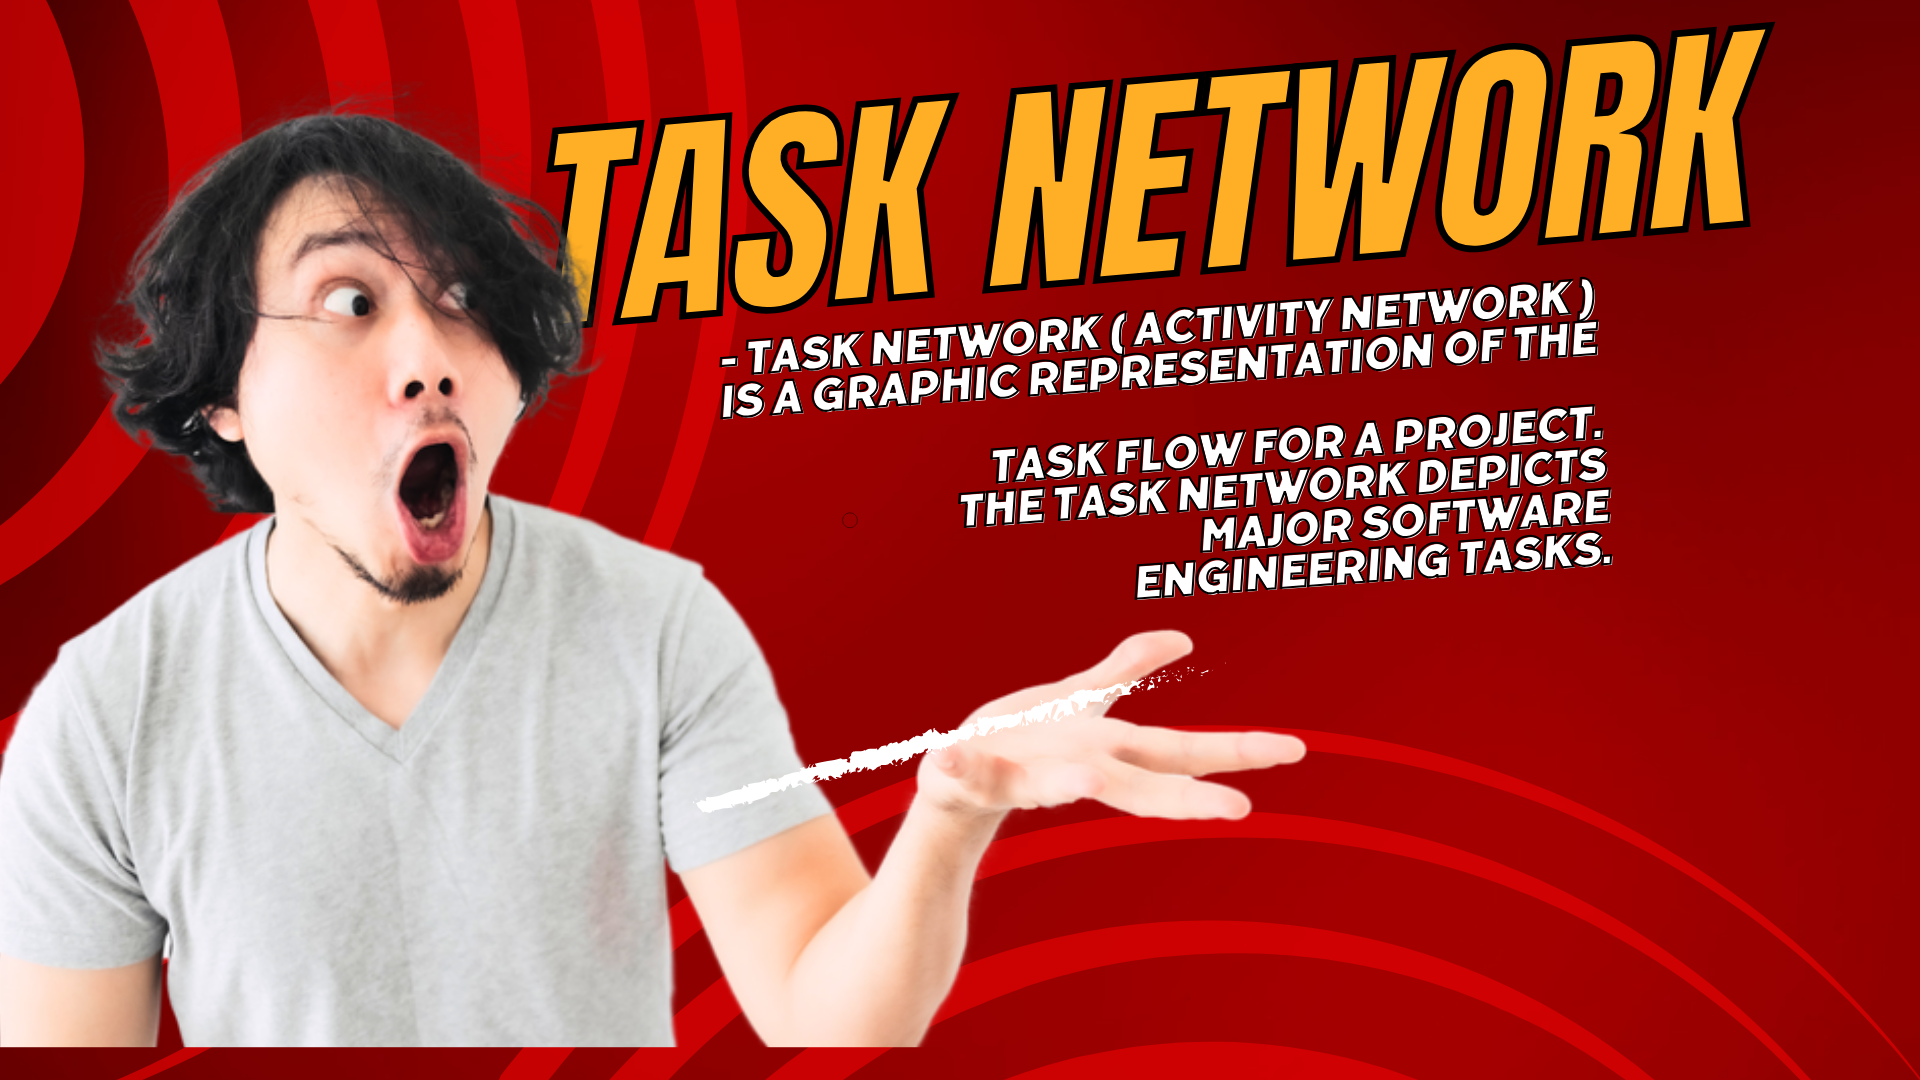 TASK NETWORK
- TASK NETWORK ( ACTIVITY NETWORK )
IS A GRAPHIC REPRESENTATION OF THE
TASK FLOW FOR A PROJECT.
THE TASK NETWORK DEPICTS
MAJOR SOFTWARE
ENGINEERING TASKS.